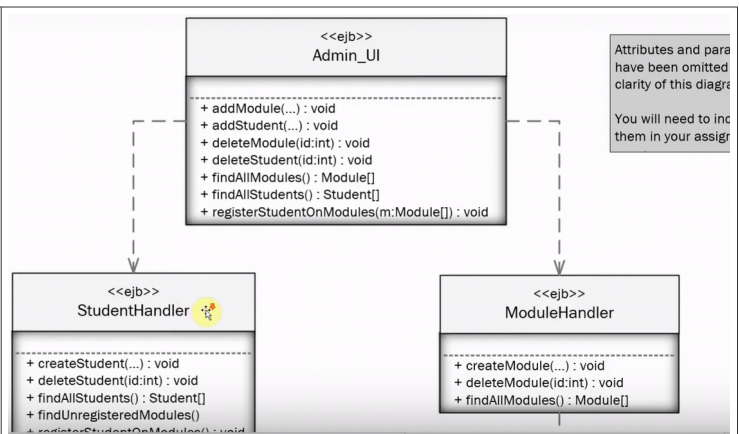 <<ejb>>
Admin_UI
+ addModule(...) : void
+ addStudent(...) : void
+ deleteModule(id:int) : void
+ deleteStudent(id:int) : void
+ findAllModules() : Module[]
+ findAllStudents() : Student[]
+ registerStudentOnModules(m:Module[]) : void
Attributes and para
have been omitted
clarity of this diagra
You will need to inc
them in your assign
<<ejb>>
StudentHandler
+ createStudent(...) : void
+ deleteStudent(id:int) : void
+ findAllStudents() : Student[]
+ findUnregisteredModules()
+ registerStudentOnModules() : void
<<ejb>>
ModuleHandler
+ createModule(...) : void
+ deleteModule(id:int) : void
+ findAllModules() : Module[]